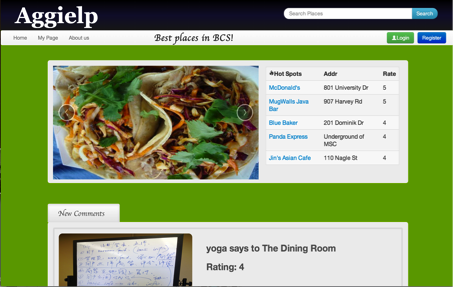 Aggielp
Search Places
Search
Home
My Page
About us
Best places in BCS!
Login
Register
Hot Spots Addr Rate
McDonald's 801 University Dr 5
MugWalls Java 907 Harvey Rd 5
Bar
Blue Baker 201 Dominik Dr 4
Panda Express Underground of 4
MSC
Jin's Asian Cafe 110 Nagle St 4
New Comments
yoga says to The Dining Room
Rating: 4